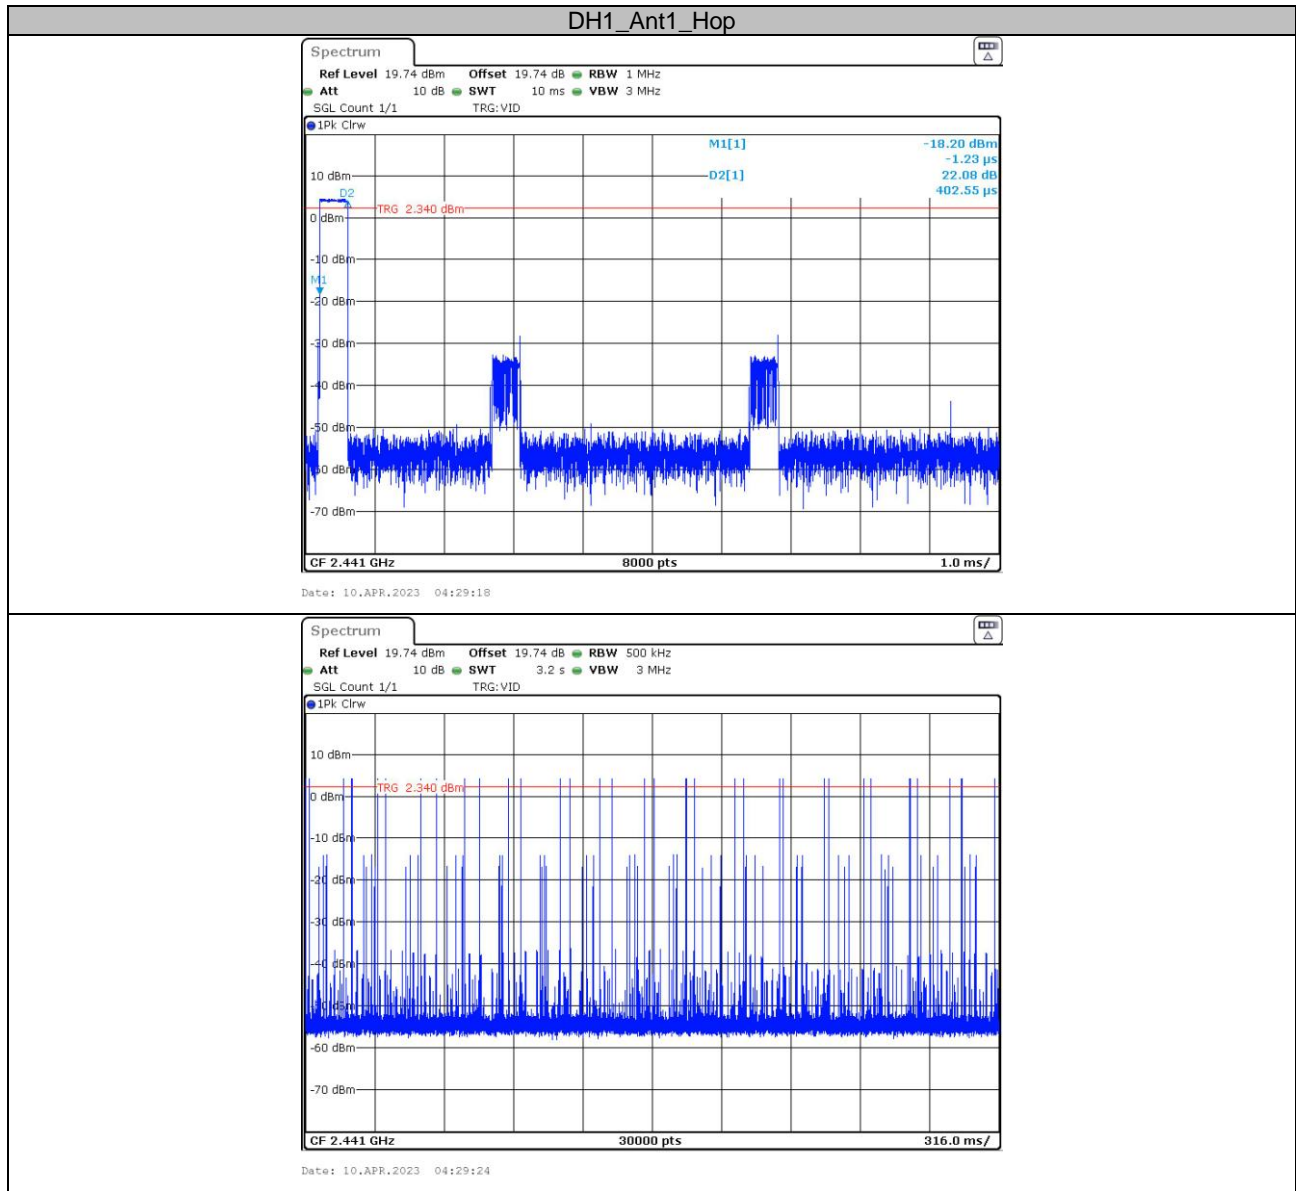 DH1_Ant1_Hop
Spectrum
Ref Level 19.74 dBm Offset 19.74 dB RBW 1 MHz
Att 10 dB SWT 10 ms VBW 3 MHz
SGL Count 1/1 TRG:VID
1Pk Clrw
M1[1] -18.20 dBm
-1.23 µs
10 dBm D2[1] 22.08 dB
402.55 µs
D2
TRG 2.340 dBm
0 dBm
-10 dBm
M1
-20 dBm
-30 dBm
-40 dBm
-50 dBm
-60 dBm
-70 dBm
CF 2.441 GHz 8000 pts 1.0 ms/
Date: 10.APR.2023 04:29:18
Spectrum
Ref Level 19.74 dBm Offset 19.74 dB RBW 500 kHz
Att 10 dB SWT 3.2 s VBW 3 MHz
SGL Count 1/1 TRG:VID
1Pk Clrw
10 dBm
TRG 2.340 dBm
0 dBm
-10 dBm
-20 dBm
-30 dBm
-40 dBm
-50 dBm
-60 dBm
-70 dBm
CF 2.441 GHz 30000 pts 316.0 ms/
Date: 10.APR.2023 04:29:24